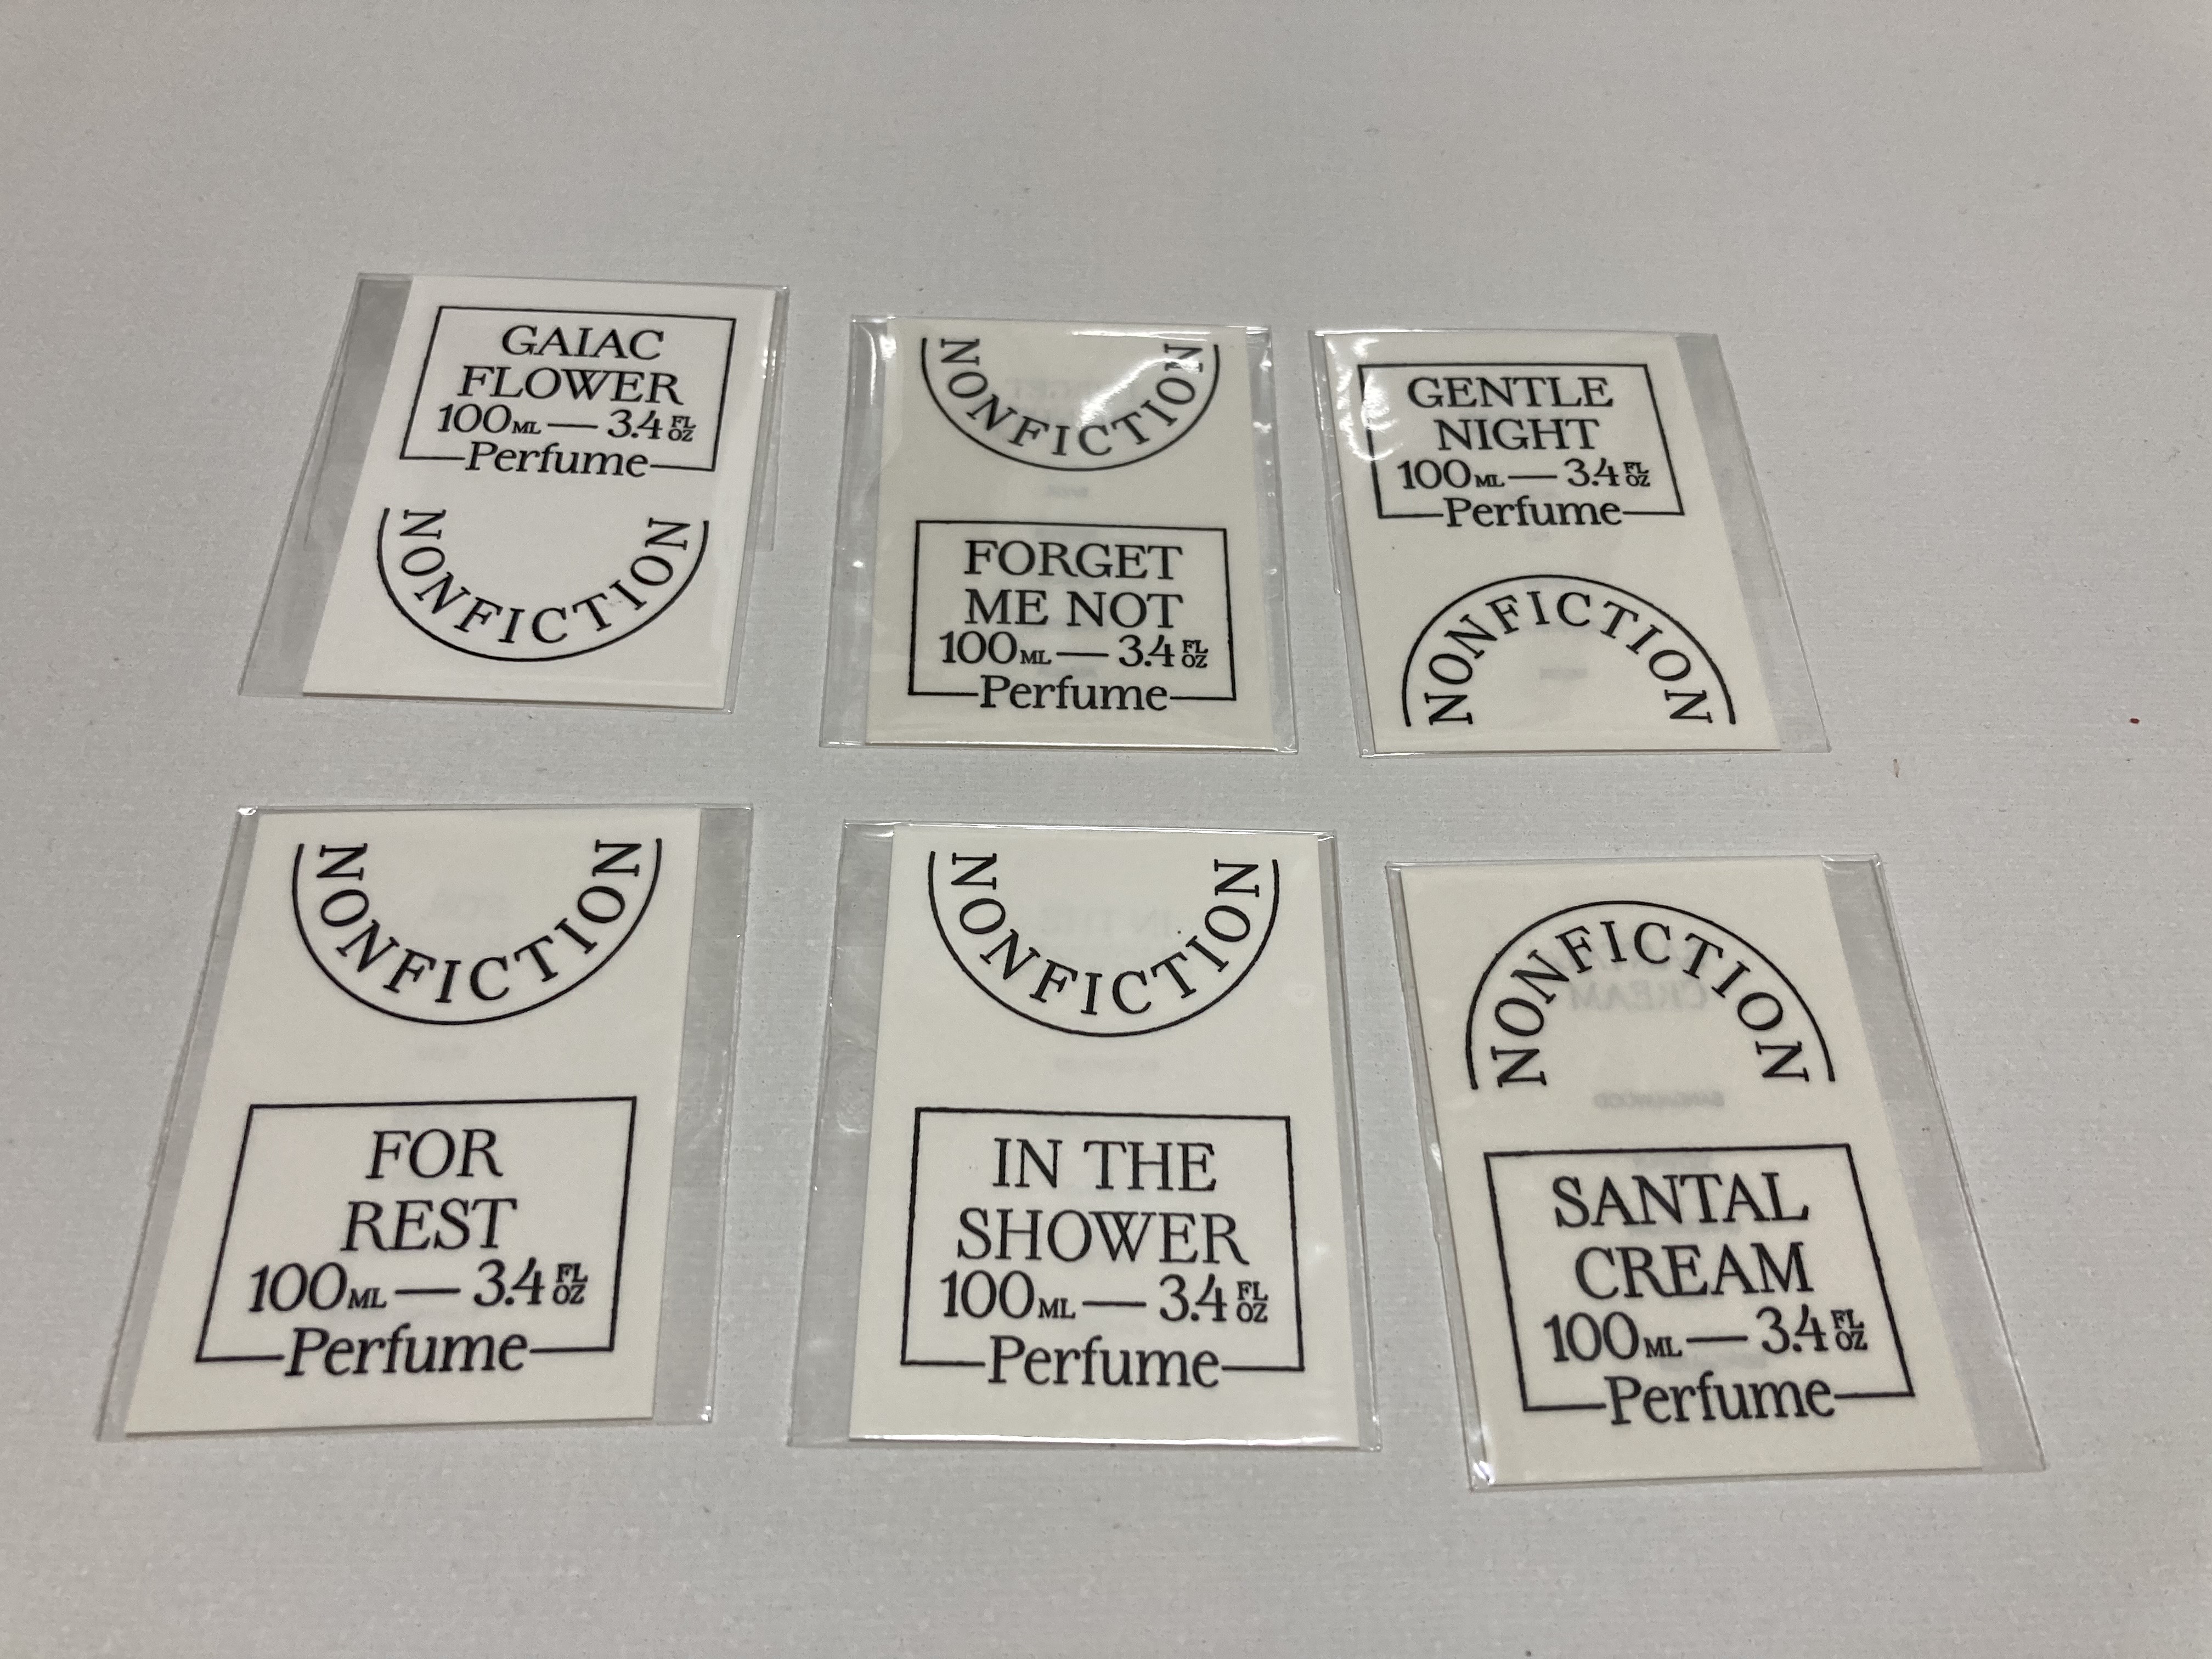 GAIAC
FLOWER
100ML — 3.4 FL OZ
Perfume
NONFICTION
NONFICTION
FORGET
ME NOT
100ML — 3.4 FL OZ
Perfume
GENTLE
NIGHT
100ML — 3.4 FL OZ
Perfume
NONFICTION
NONFICTION
FOR
REST
100ML — 3.4 FL OZ
Perfume
NONFICTION
IN THE
SHOWER
100ML — 3.4 FL OZ
Perfume
NONFICTION
CREAM
SANDALWOOD
SANTAL
CREAM
100ML — 3.4 FL OZ
Perfume